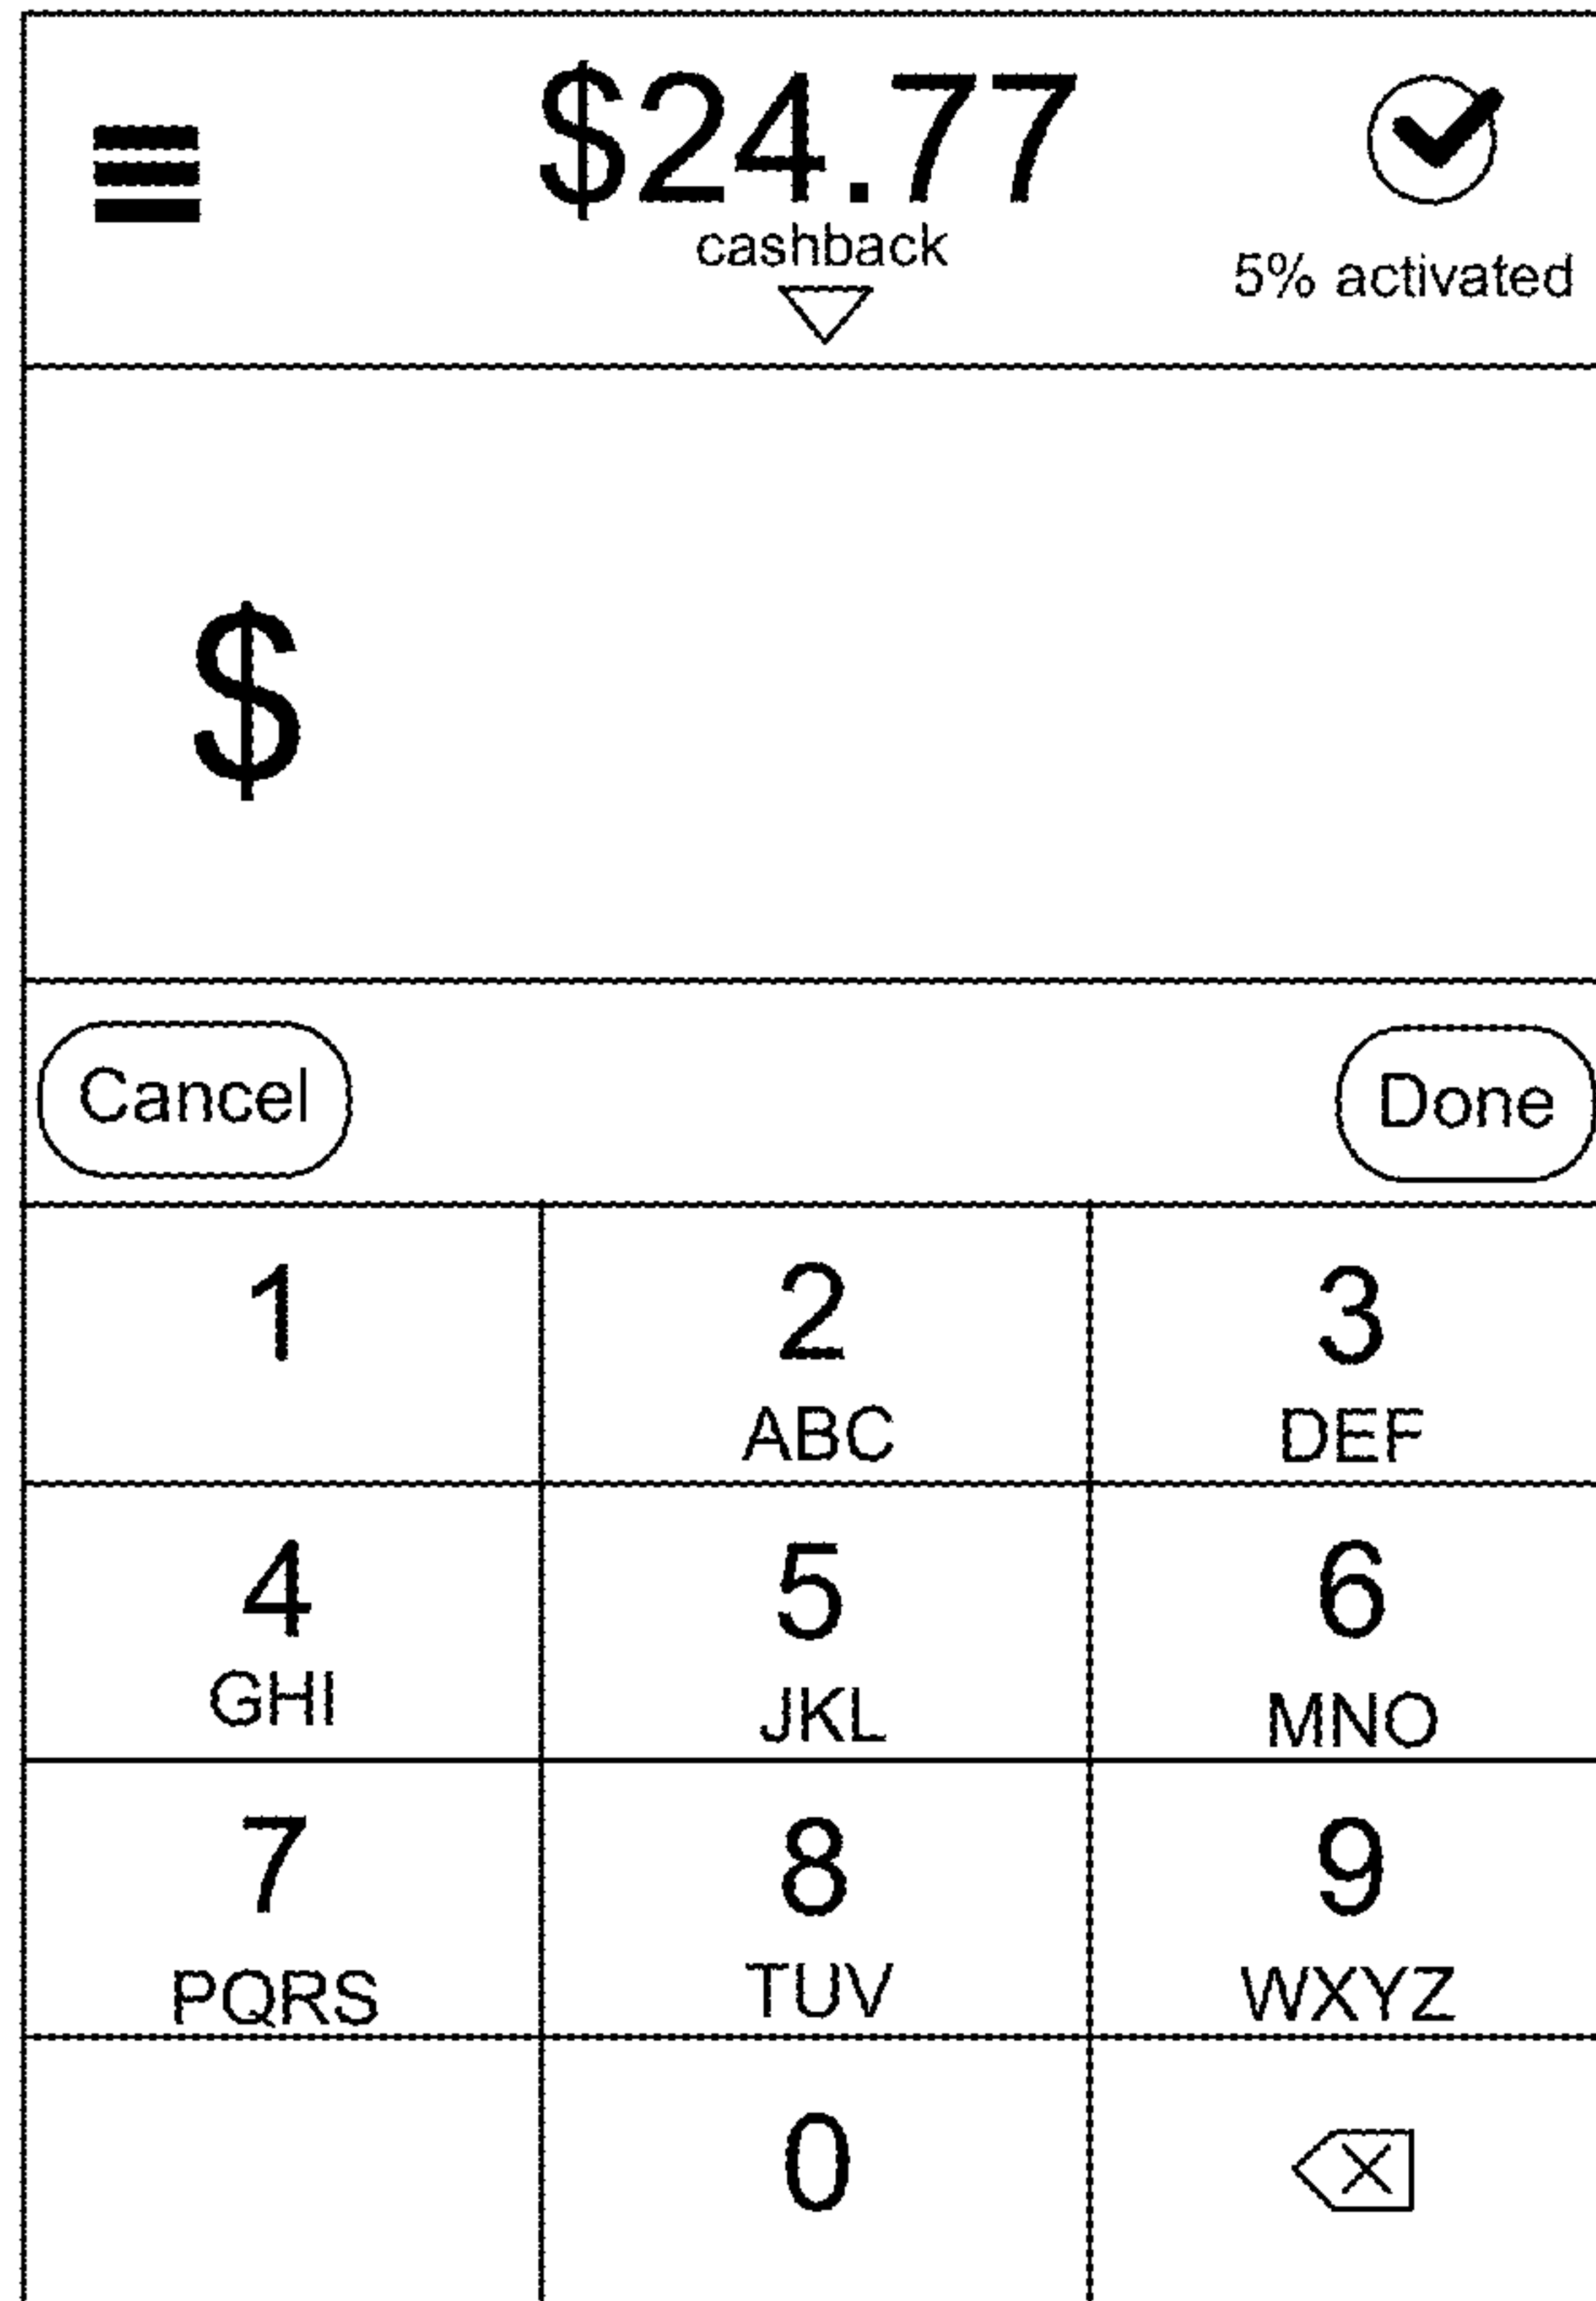 $24.77
cashback
5% activated
$
Cancel Done
1 2 3
ABC DEF
4 5 6
GHI JKL MNO
7 8 9
PQRS TUV WXYZ
0